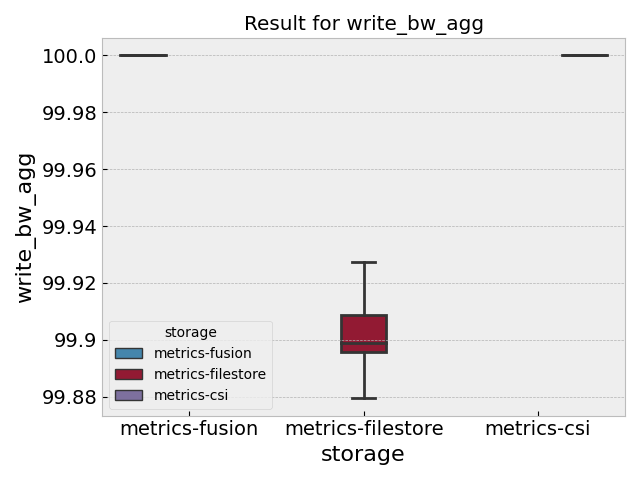 Result for write_bw_agg
100.0
99.98
99.96
99.94
99.92
99.9
99.88
write_bw_agg
storage
metrics-fusion
metrics-filestore
metrics-csi
metrics-fusion metrics-filestore metrics-csi
storage